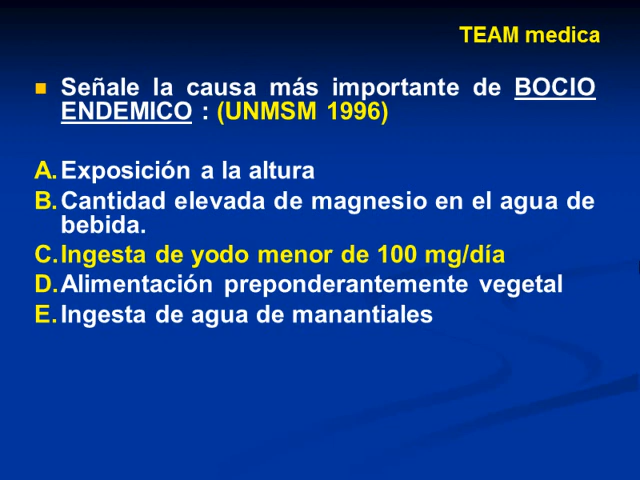 TEAM medica
Señale la causa más importante de BOCIO
ENDEMICO : (UNMSM 1996)
A. Exposición a la altura
B. Cantidad elevada de magnesio en el agua de
bebida.
C. Ingesta de yodo menor de 100 mg/día
D. Alimentación preponderantemente vegetal
E. Ingesta de agua de manantiales